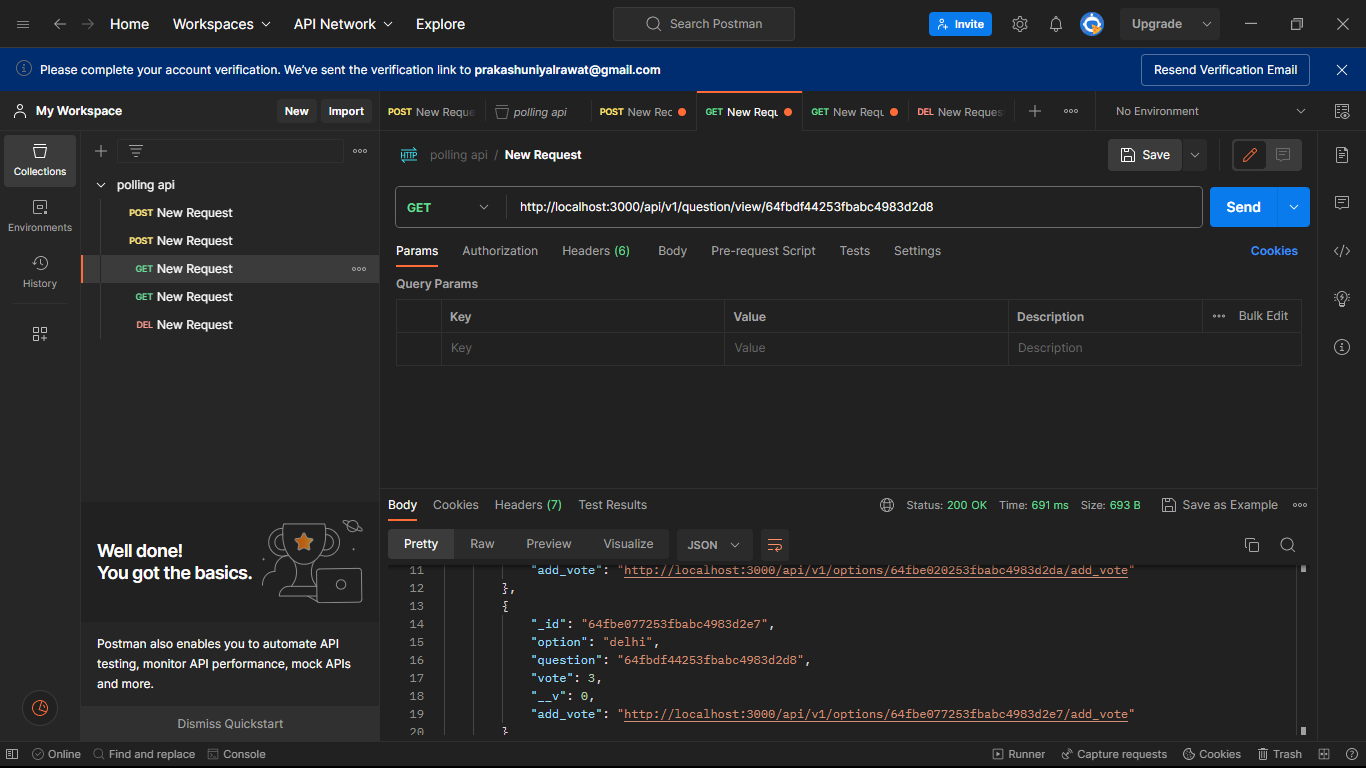 Home Workspaces API Network Explore Search Postman Invite Upgrade
Please complete your account verification. We've sent the verification link to prakashuniyalrawat@gmail.com Resend Verification Email
My Workspace New Import
POST New Reque polling api POST New Rec GET New Requ GET New Requ DEL New Reques No Environment
Collections
Environments
History
polling api
POST New Request
POST New Request
GET New Request
GET New Request
DEL New Request
HTTP polling api / New Request Save
GET http://localhost:3000/api/v1/question/view/64fbdf44253fbabc4983d2d8 Send
Params Authorization Headers (6) Body Pre-request Script Tests Settings Cookies
Query Params
Key Value Description Bulk Edit
Key Value Description
Body Cookies Headers (7) Test Results Status: 200 OK Time: 691 ms Size: 693 B Save as Example
Pretty Raw Preview Visualize JSON
11 "add_vote": "http://localhost:3000/api/v1/options/64fbe020253fbabc4983d2da/add_vote"
12 },
13 {
14 "_id": "64fbe077253fbabc4983d2e7",
15 "option": "delhi",
16 "question": "64fbdf44253fbabc4983d2d8",
17 "vote": 3,
18 "__v": 0,
19 "add_vote": "http://localhost:3000/api/v1/options/64fbe077253fbabc4983d2e7/add_vote"
20 }
Well done!
You got the basics.
Postman also enables you to automate API
testing, monitor API performance, mock APIs
and more.
Dismiss Quickstart
Online Find and replace Console Runner Capture requests Cookies Trash